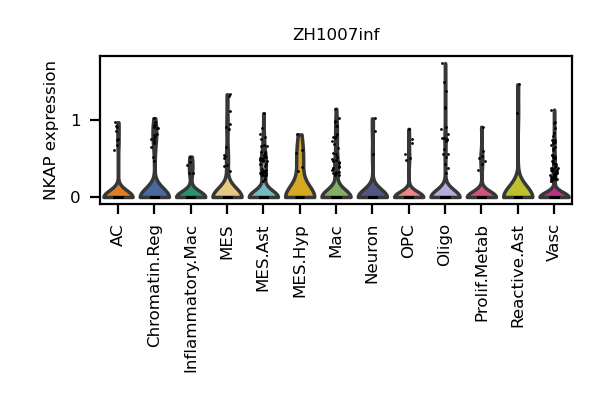 ZH1007inf
NKAP expression
1
0
AC
Chromatin.Reg
Inflammatory.Mac
MES
MES.Ast
MES.Hyp
Mac
Neuron
OPC
Oligo
Prolif.Metab
Reactive.Ast
Vasc